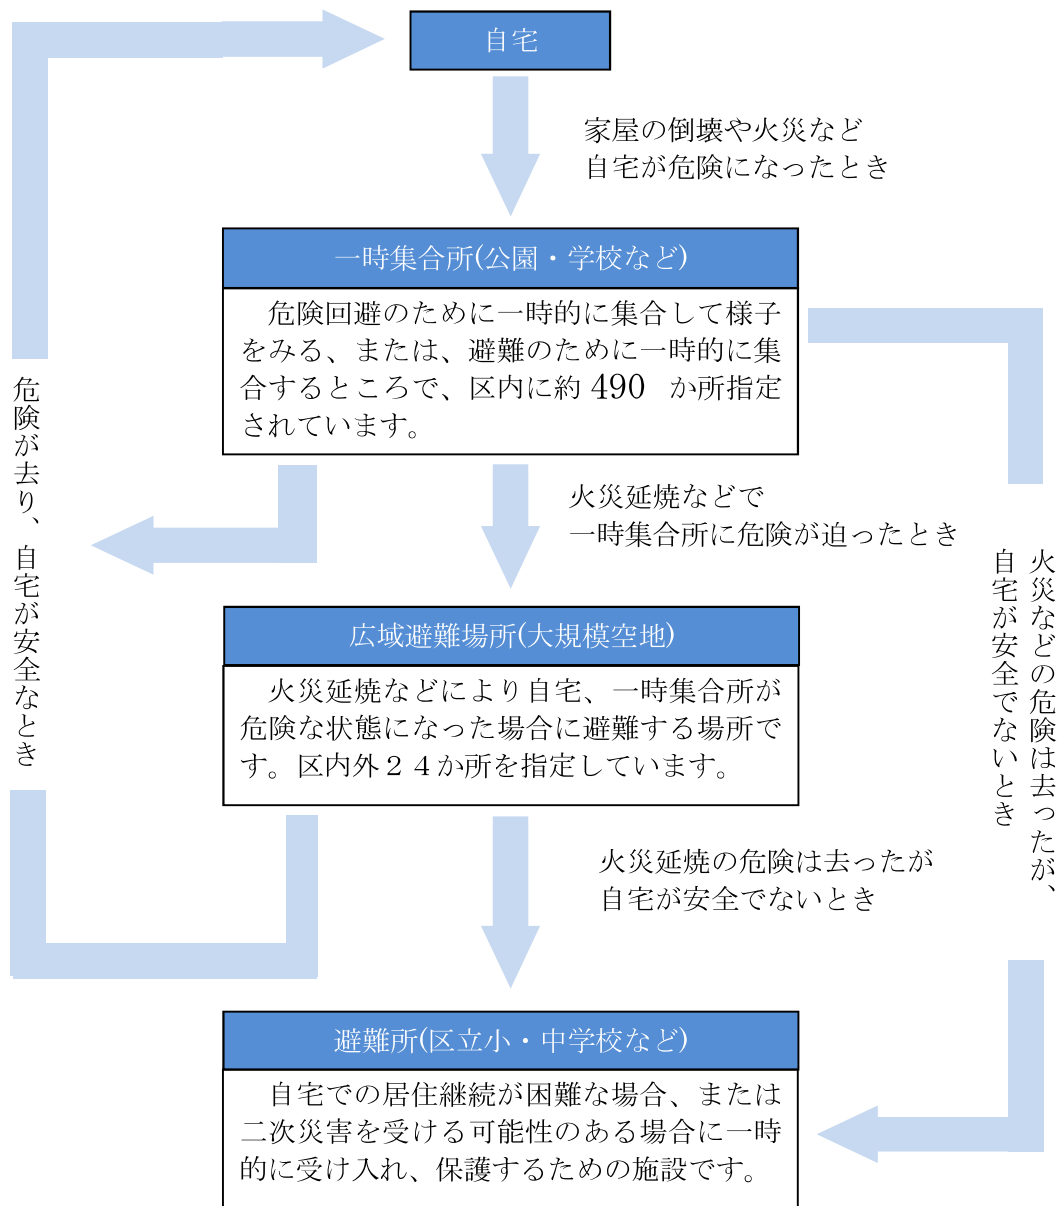 自宅
家屋の倒壊や火災など
自宅が危険になったとき
一時集合所(公園・学校など)
　危険回避のために一時的に集合して様子
をみる、または、避難のために一時的に集
合するところで、区内に約 490　か所指定
されています。
危険が去り、自宅が安全なとき
火災延焼などで
一時集合所に危険が迫ったとき
火災などの危険は去ったが、
自宅が安全でないとき
広域避難場所(大規模空地)
　火災延焼などにより自宅、一時集合所が
危険な状態になった場合に避難する場所で
す。区内外２４か所を指定しています。
火災延焼の危険は去ったが
自宅が安全でないとき
避難所(区立小・中学校など)
　自宅での居住継続が困難な場合、または
二次災害を受ける可能性のある場合に一時
的に受け入れ、保護するための施設です。